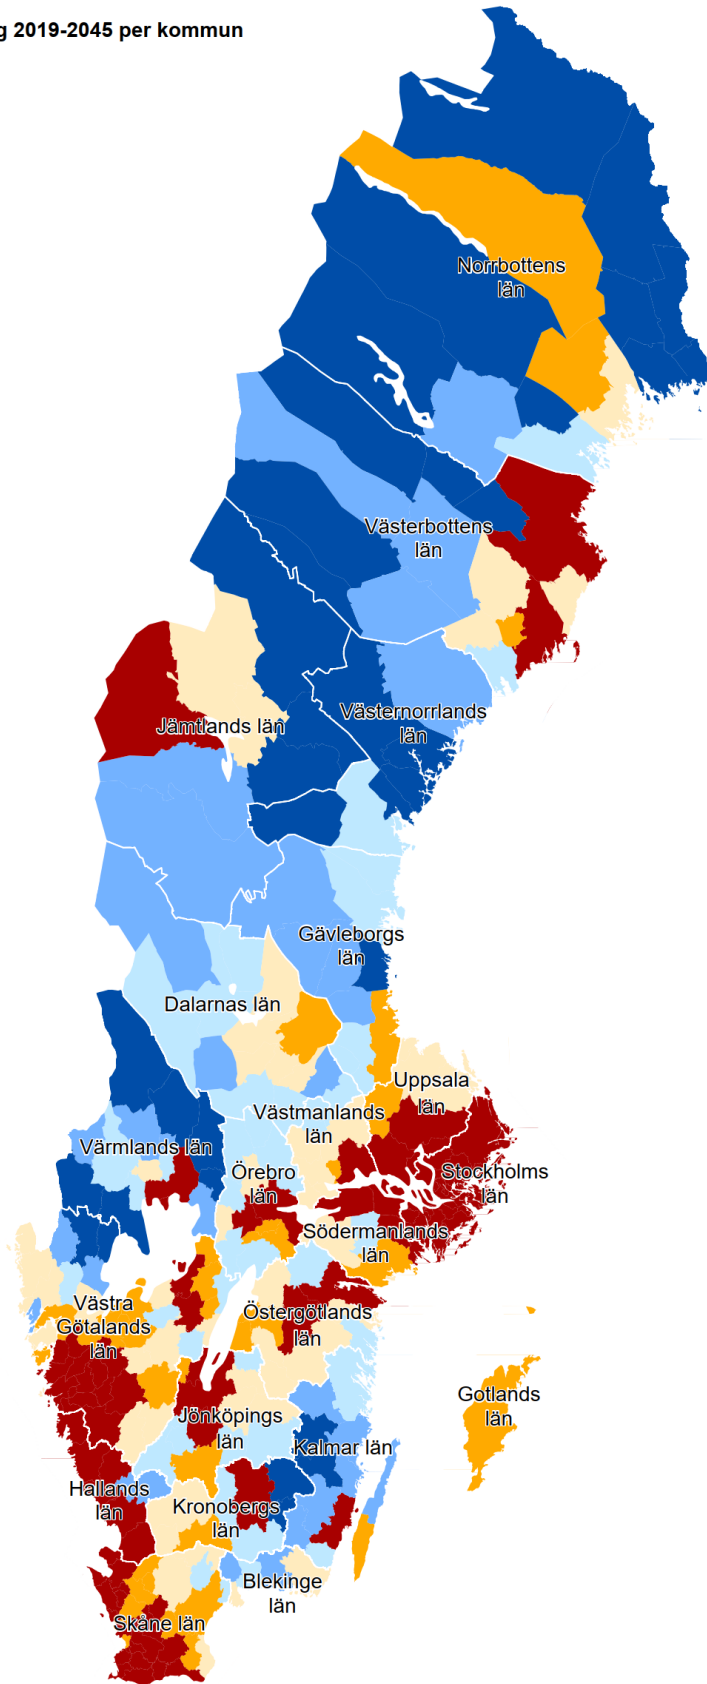 g 2019-2045 per kommun
Norrbottens
län
Västerbottens
län
Jämtlands län
Västernorrlands
län
Gävleborgs
län
Dalarnas län
Uppsala
län
Västmanlands
län
Värmlands län
Örebro
län
Stockholms
län
Södermanlands
län
Västra
Götalands
län
Östergötlands
län
Gotlands
län
Jönköpings
län
Kalmar län
Hallands
län
Kronobergs
län
Blekinge
län
Skåne län